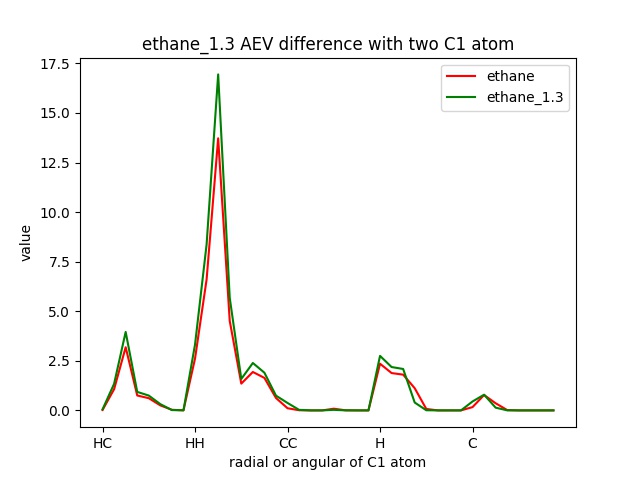 ethane_1.3 AEV difference with two C1 atom
17.5
15.0
12.5
10.0
7.5
5.0
2.5
0.0
value
ethane
ethane_1.3
HC HH CC H C
radial or angular of C1 atom